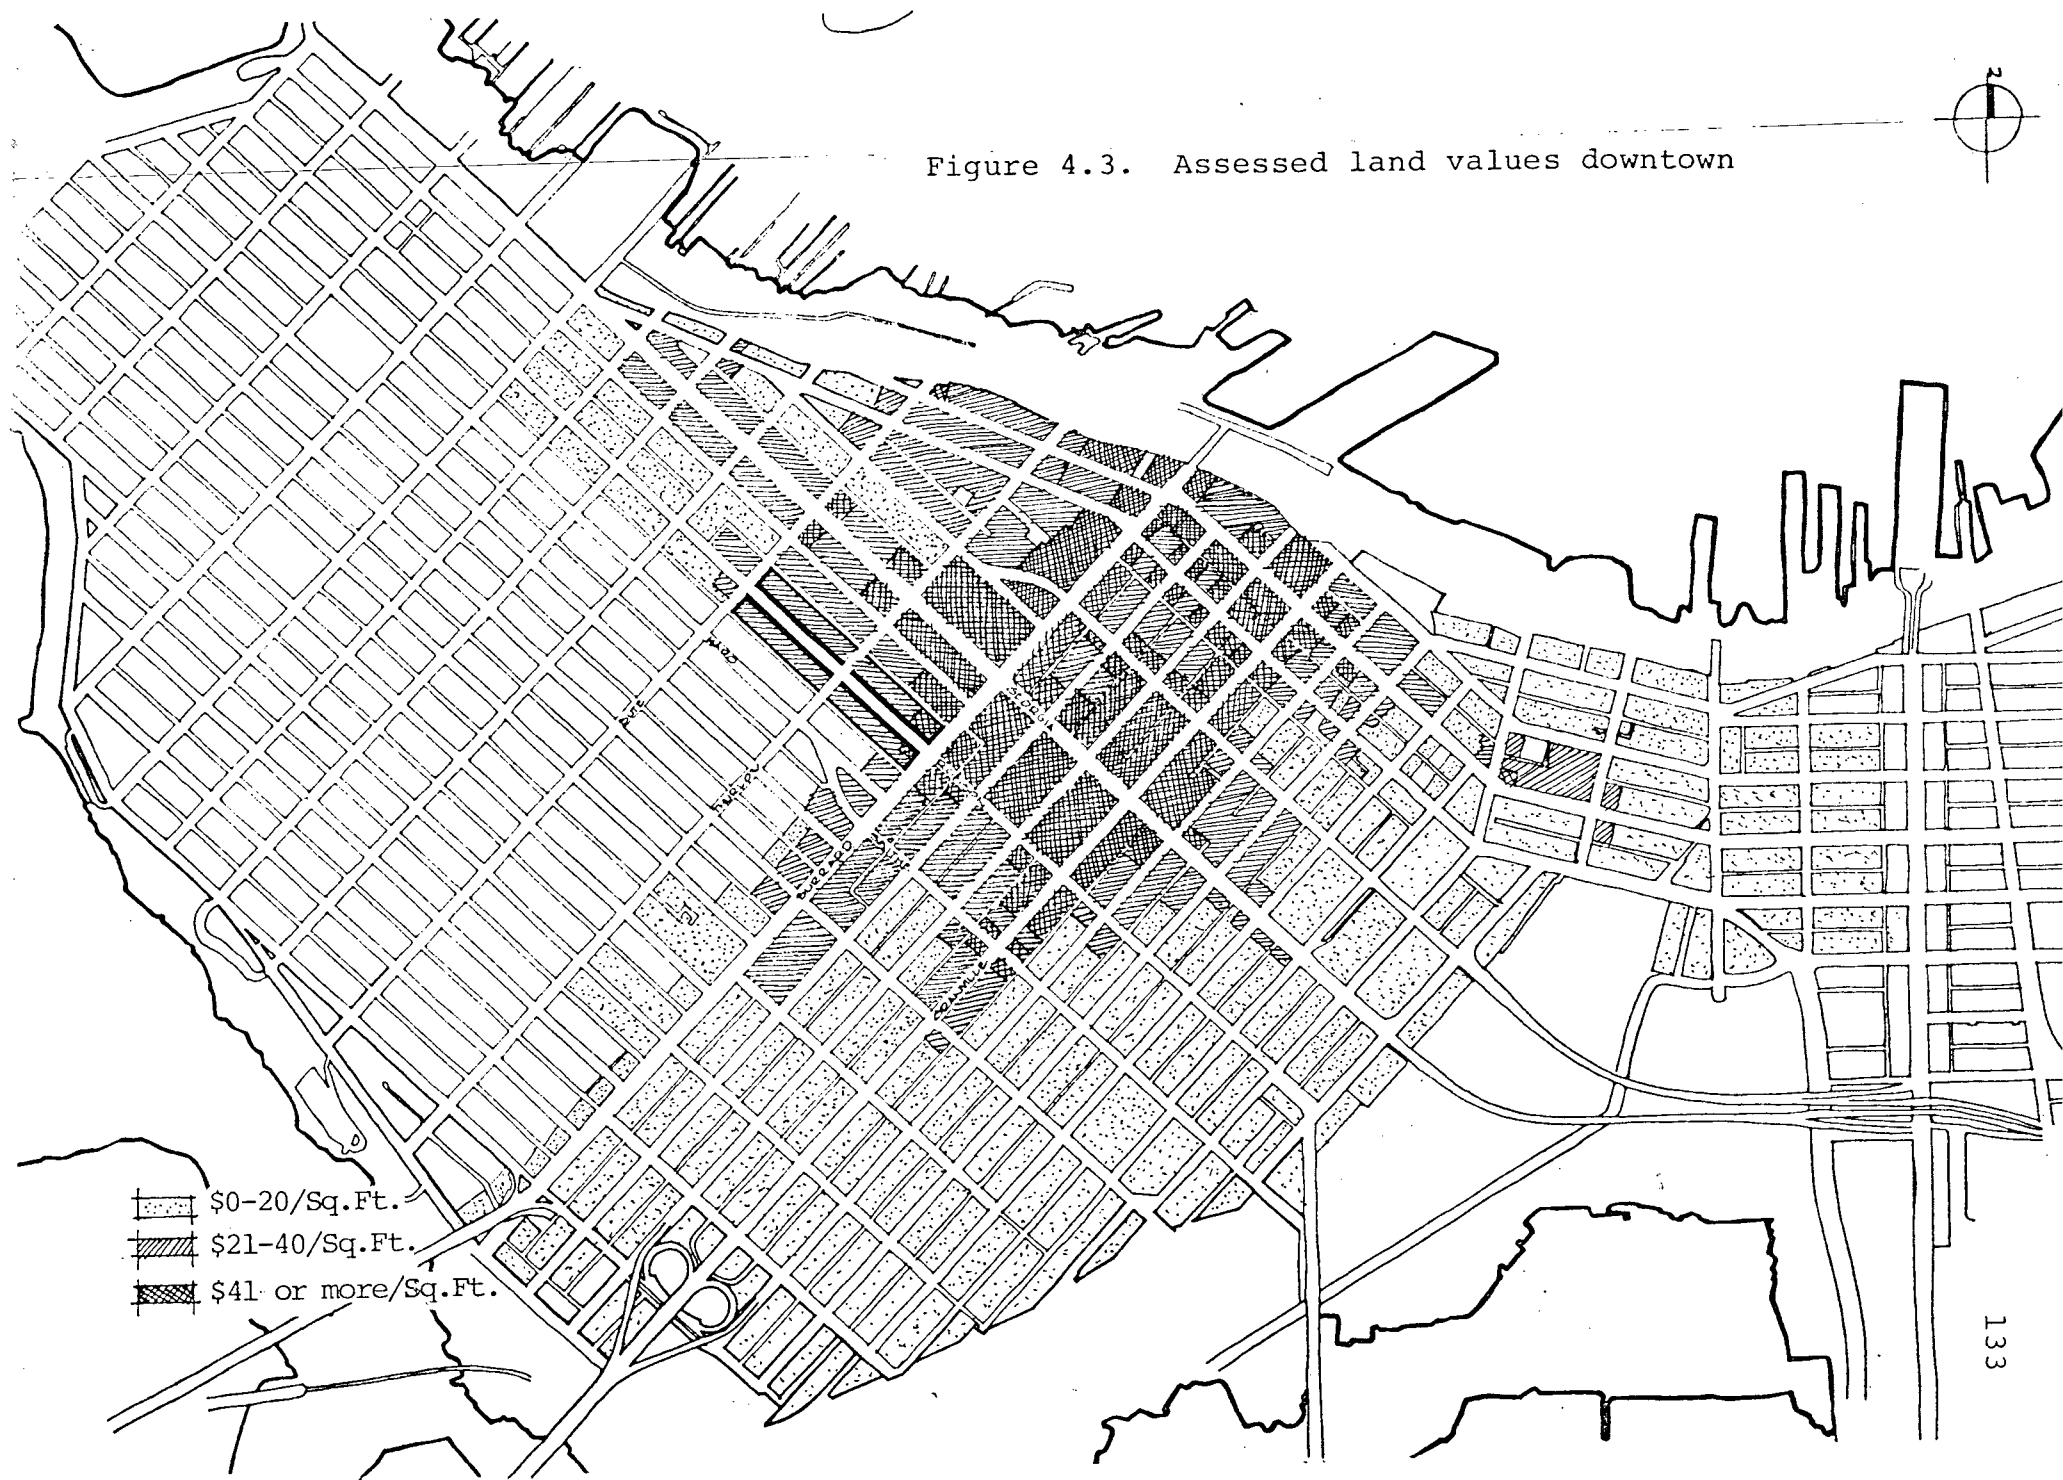 Figure 4.3. Assessed land values downtown
BURRARD
$0-20/Sq.Ft.
$21-40/Sq.Ft.
$41 or more/Sq.Ft.
133